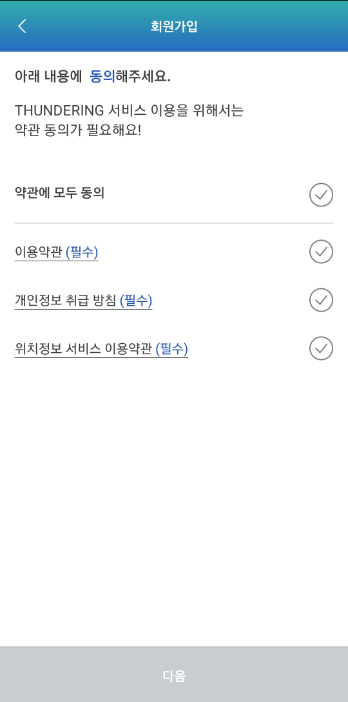 회원가입
아래 내용에 동의해주세요.
THUNDERING 서비스 이용을 위해서는
약관 동의가 필요해요!
약관에 모두 동의
이용약관 (필수)
개인정보 취급 방침 (필수)
위치정보 서비스 이용약관 (필수)
다음